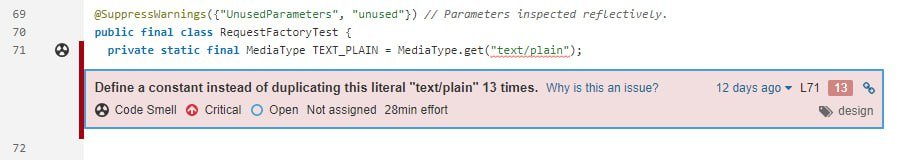 69 @SuppressWarnings({"UnusedParameters", "unused"}) // Parameters inspected reflectively.
70 public final class RequestFactoryTest {
71 private static final MediaType TEXT_PLAIN = MediaType.get("text/plain");
Define a constant instead of duplicating this literal "text/plain" 13 times. Why is this an issue? 12 days ago L71 13
Code Smell Critical Open Not assigned 28min effort design
72